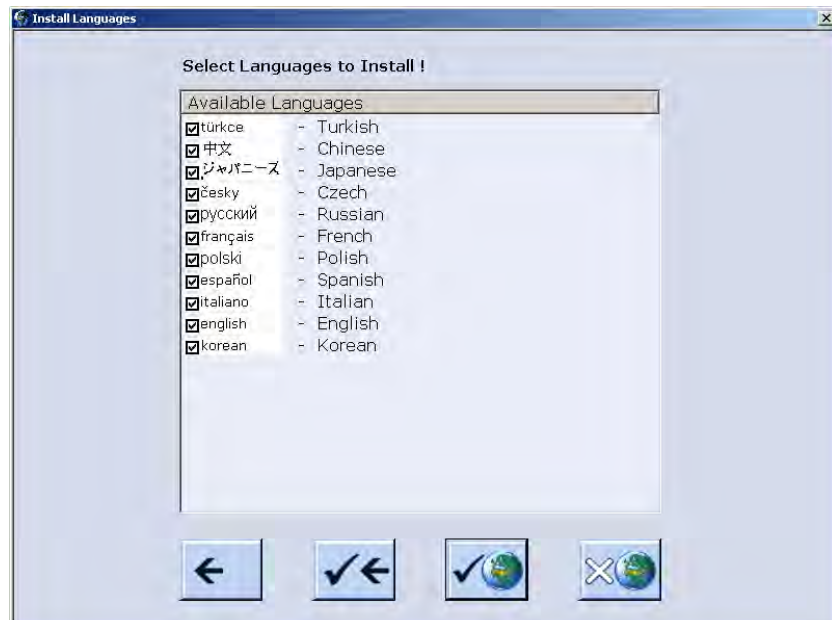 Install Languages
Select Languages to Install !
Available Languages
türkce - Turkish
中文 - Chinese
ジャパニーズ - Japanese
česky - Czech
русский - Russian
français - French
polski - Polish
español - Spanish
italiano - Italian
english - English
korean - Korean